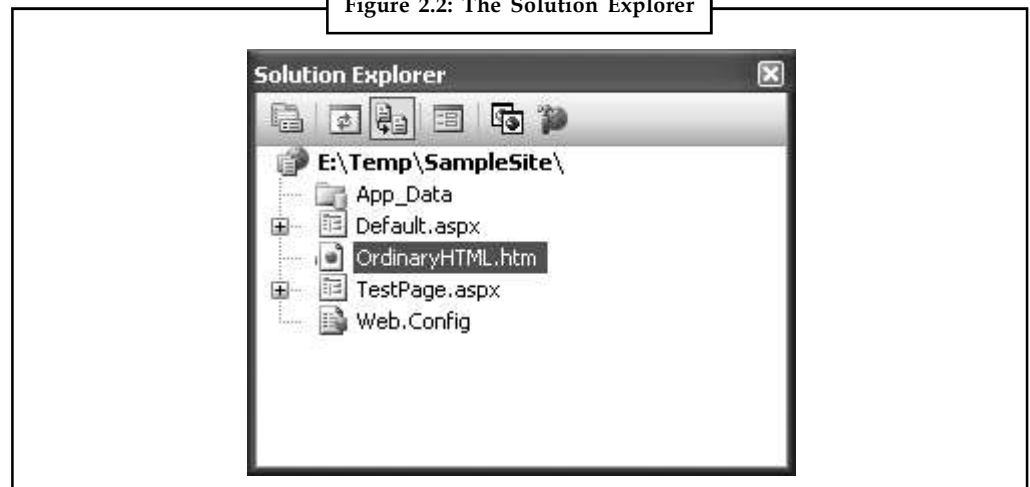 Figure 2.2: The Solution Explorer
Solution Explorer
E:\Temp\SampleSite\
App_Data
Default.aspx
OrdinaryHTML.htm
TestPage.aspx
Web.Config